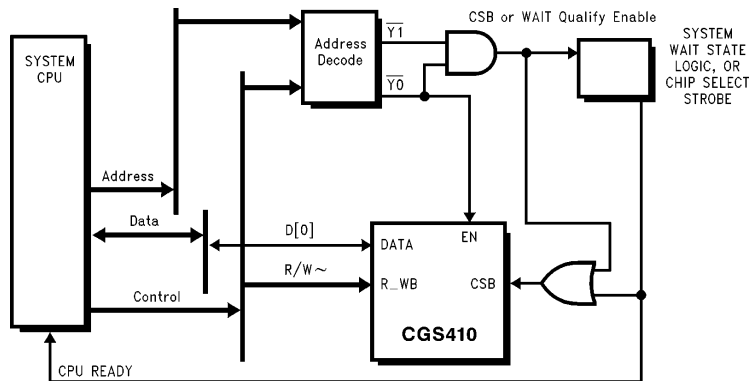 CSB or WAIT Qualify Enable
SYSTEM
WAIT STATE
LOGIC, OR
CHIP SELECT
STROBE
SYSTEM
CPU
Address
Decode
Y1
Y0
Address
Data
D[0]
DATA
EN
R/W~
R_WB
CSB
Control
CGS410
CPU READY